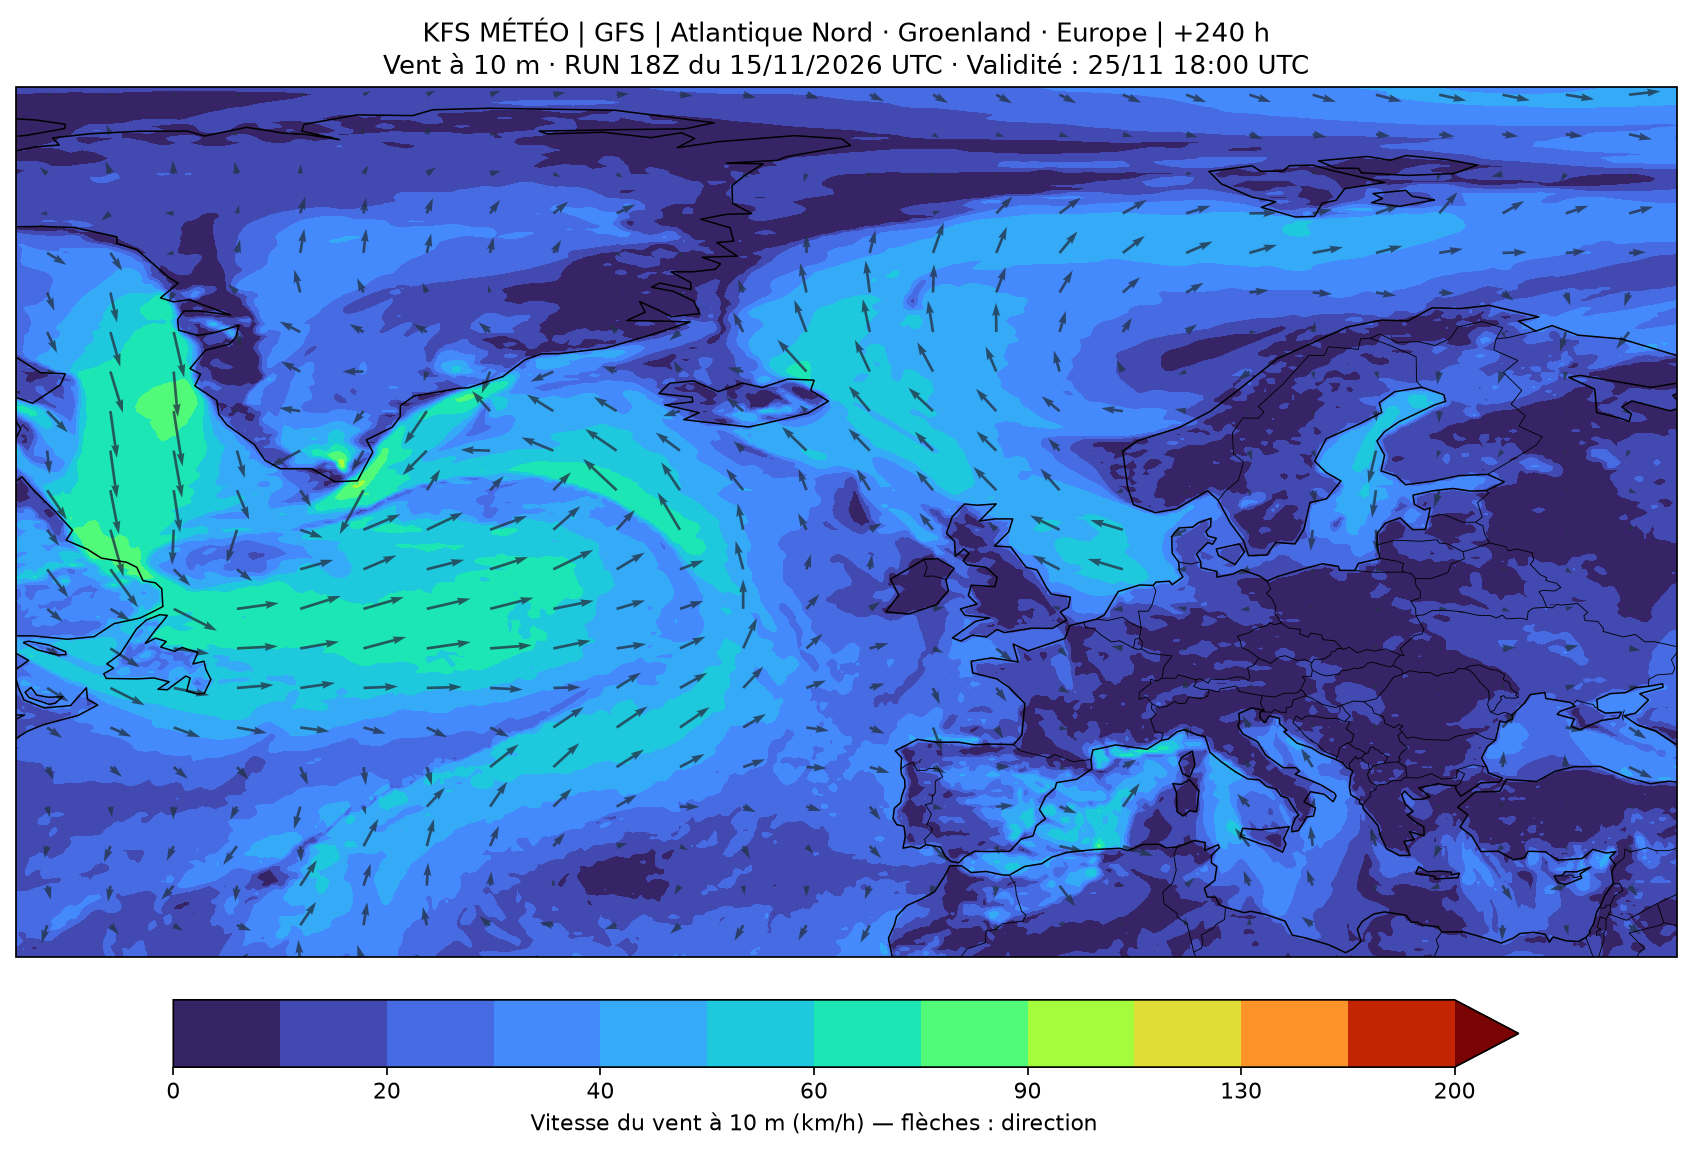 KFS MÉTÉO | GFS | Atlantique Nord · Groenland · Europe | +240 h
Vent à 10 m · RUN 18Z du 15/11/2026 UTC · Validité : 25/11 18:00 UTC
0 20 40 60 90 130 200
Vitesse du vent à 10 m (km/h) — flèches : direction